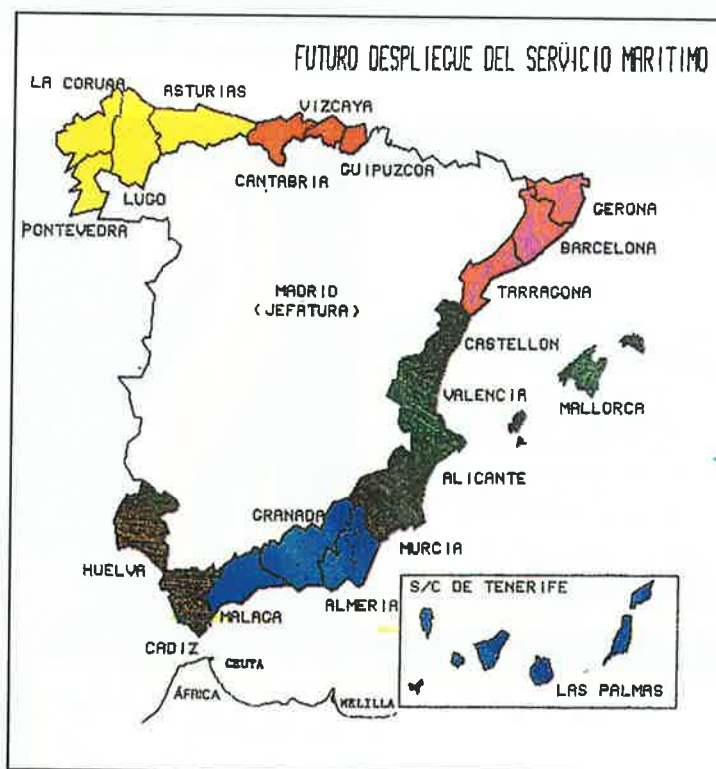 FUTURO DESPLIEGUE DEL SERVICIO MARITIMO
LA CORUÑA
ASTURIAS
VIZCAYA
GUIPUZCOA
CANTABRIA
LUGO
PONTEVEDRA
GERONA
BARCELONA
TARRAGONA
MADRID
(JEFATURA)
CASTELLON
VALENCIA
MALLORCA
ALICANTE
GRANADA
MURCIA
HUELVA
ALMERIA
MALAGA
CADIZ
CEUTA
ÁFRICA
MELILLA
S/C DE TENERIFE
LAS PALMAS